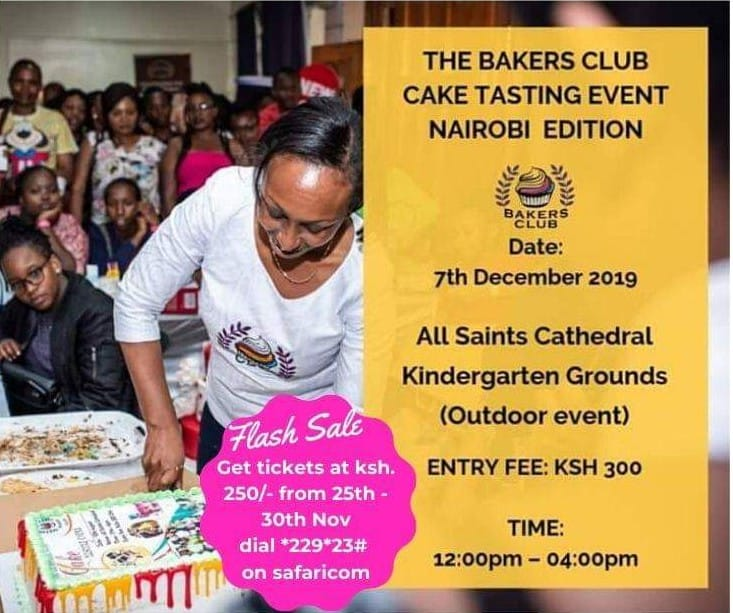 THE BAKERS CLUB
CAKE TASTING EVENT
NAIROBI EDITION
BAKERS
CLUB
Date:
7th December 2019
All Saints Cathedral
Kindergarten Grounds
(Outdoor event)
ENTRY FEE: KSH 300
TIME:
12:00pm – 04:00pm
Flash Sale
Get tickets at ksh.
250/- from 25th -
30th Nov
dial *229*23#
on safaricom